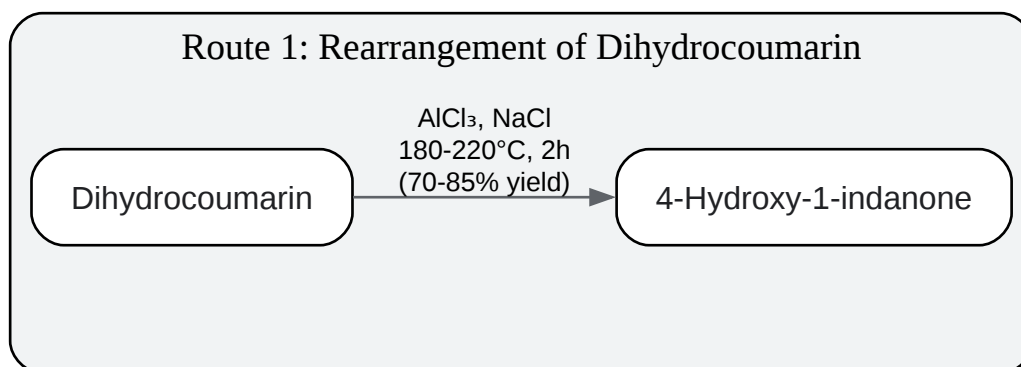 Route 1: Rearrangement of Dihydrocoumarin
AlCl₃, NaCl
180-220°C, 2h
(70-85% yield)
Dihydrocoumarin
4-Hydroxy-1-indanone